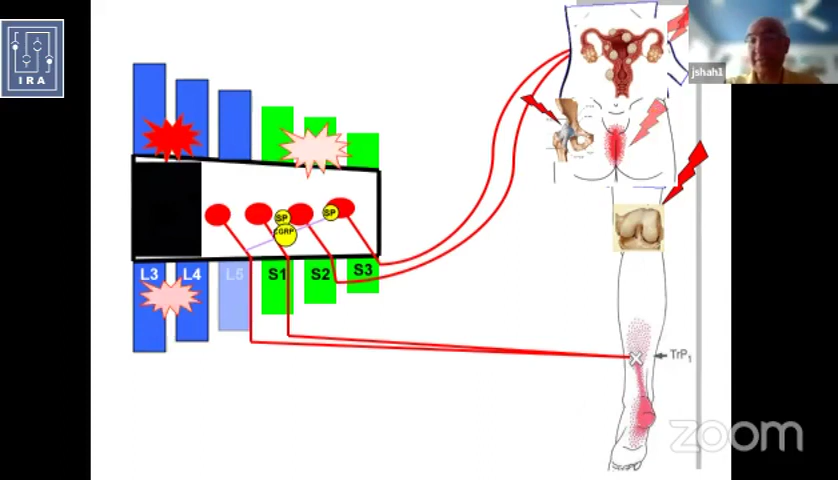 IRA
jshah1
SP
SP
CGRP
L3 L4 L5 S1 S2 S3
TrP1
zoom